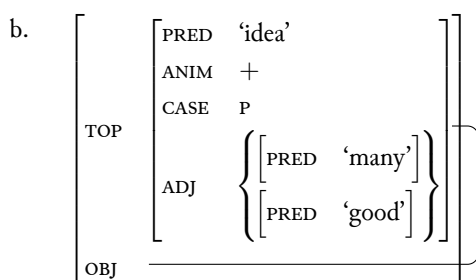 b.
PRED ‘idea’
ANIM +
CASE P
TOP
ADJ
[PRED ‘many’]
[PRED ‘good’]
OBJ